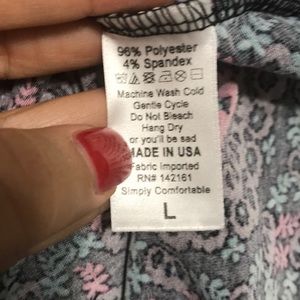 96% Polyester
4% Spandex
Machine Wash Cold
Gentle Cycle
Do Not Bleach
Hang Dry
or you'll be sad
MADE IN USA
Fabric Imported
RN# 142161
Simply Comfortable
L